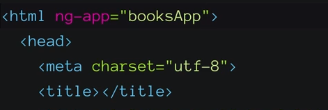 <html ng-app="booksApp">
<head>
<meta charset="utf-8">
<title></title>